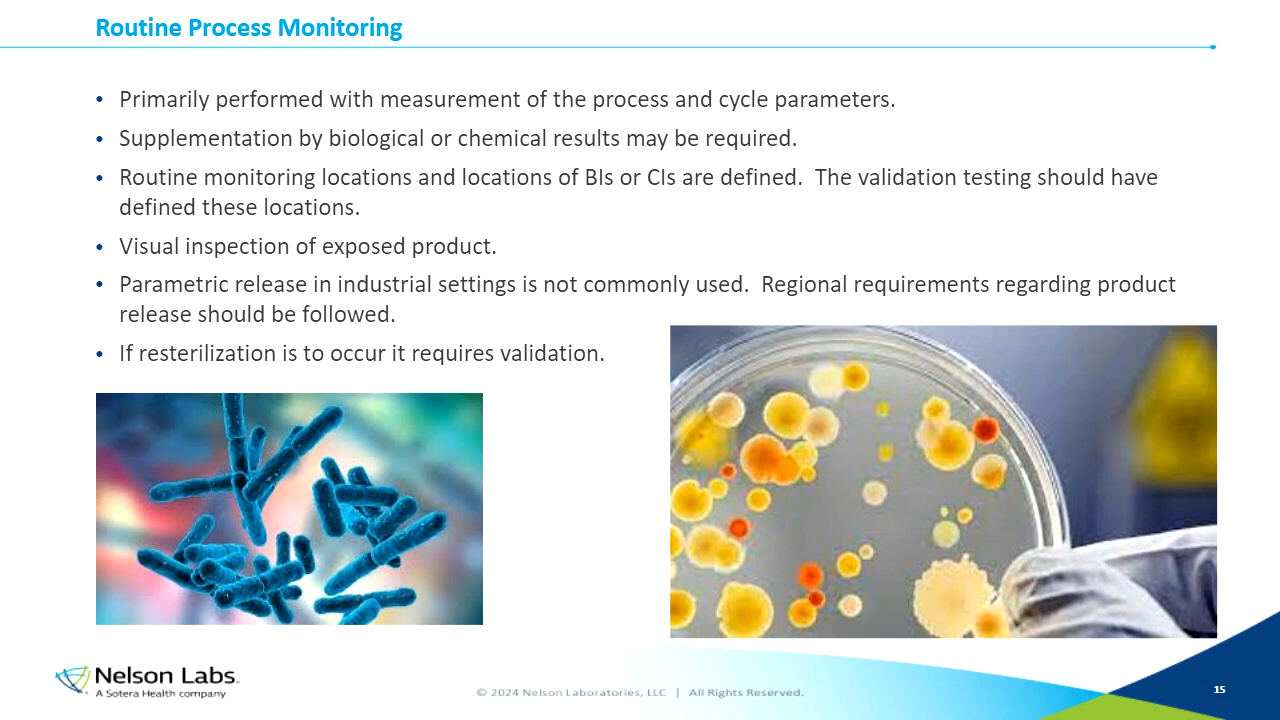 Routine Process Monitoring
• Primarily performed with measurement of the process and cycle parameters.
• Supplementation by biological or chemical results may be required.
• Routine monitoring locations and locations of BIs or CIs are defined.  The validation testing should have
defined these locations.
• Visual inspection of exposed product.
• Parametric release in industrial settings is not commonly used.  Regional requirements regarding product
release should be followed.
• If resterilization is to occur it requires validation.
Nelson Labs.
A Sotera Health company
© 2024 Nelson Laboratories, LLC | All Rights Reserved.
15